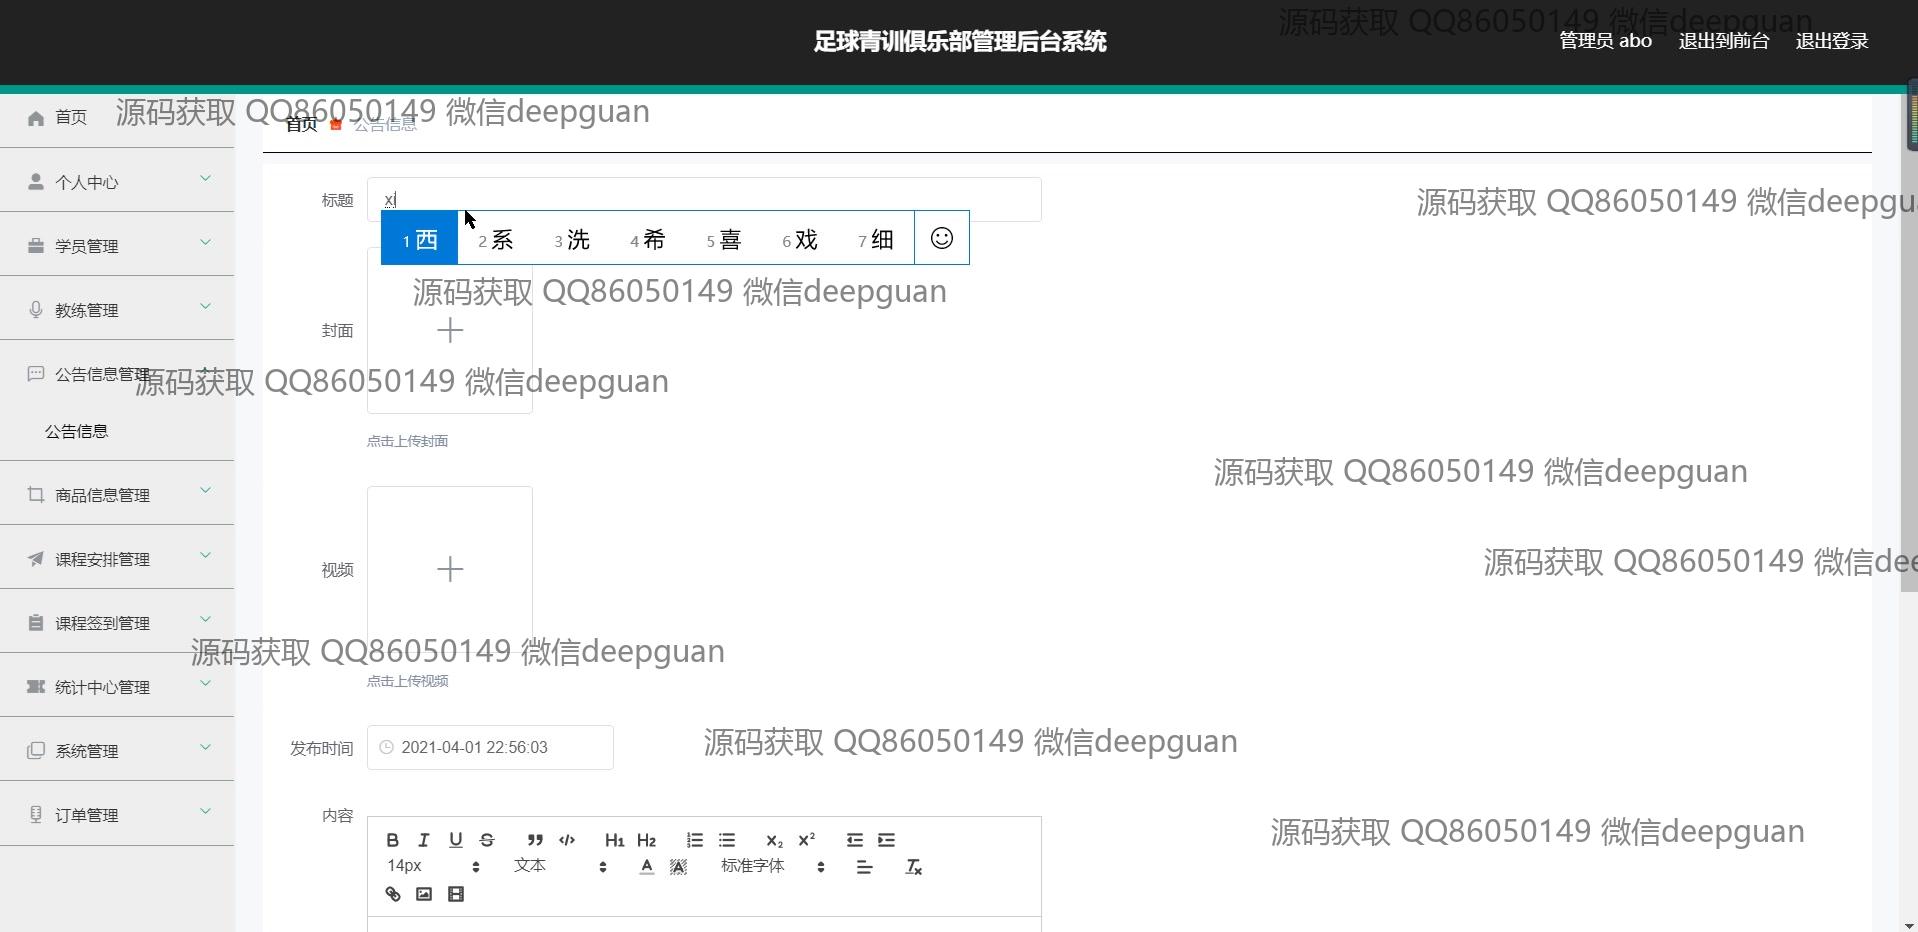 足球青训俱乐部管理后台系统
源码获取 QQ86050149 微信deepguan
管理员 abo 退出到前台 退出登录
首页
源码获取 QQ86050149 微信deepguan
首页 公告信息
个人中心
学员管理
教练管理
公告信息管理
公告信息
商品信息管理
课程安排管理
课程签到管理
统计中心管理
系统管理
订单管理
标题 xi
1 西 2 系 3 洗 4 希 5 喜 6 戏 7 细
源码获取 QQ86050149 微信deepgu
源码获取 QQ86050149 微信deepguan
封面
源码获取 QQ86050149 微信deepguan
点击上传封面
源码获取 QQ86050149 微信deepguan
视频
源码获取 QQ86050149 微信dee
源码获取 QQ86050149 微信deepguan
点击上传视频
发布时间 2021-04-01 22:56:03
源码获取 QQ86050149 微信deepguan
内容
源码获取 QQ86050149 微信deepguan
B I U S H1 H2 X2 X2
14px 文本 A A 标准字体 Tx